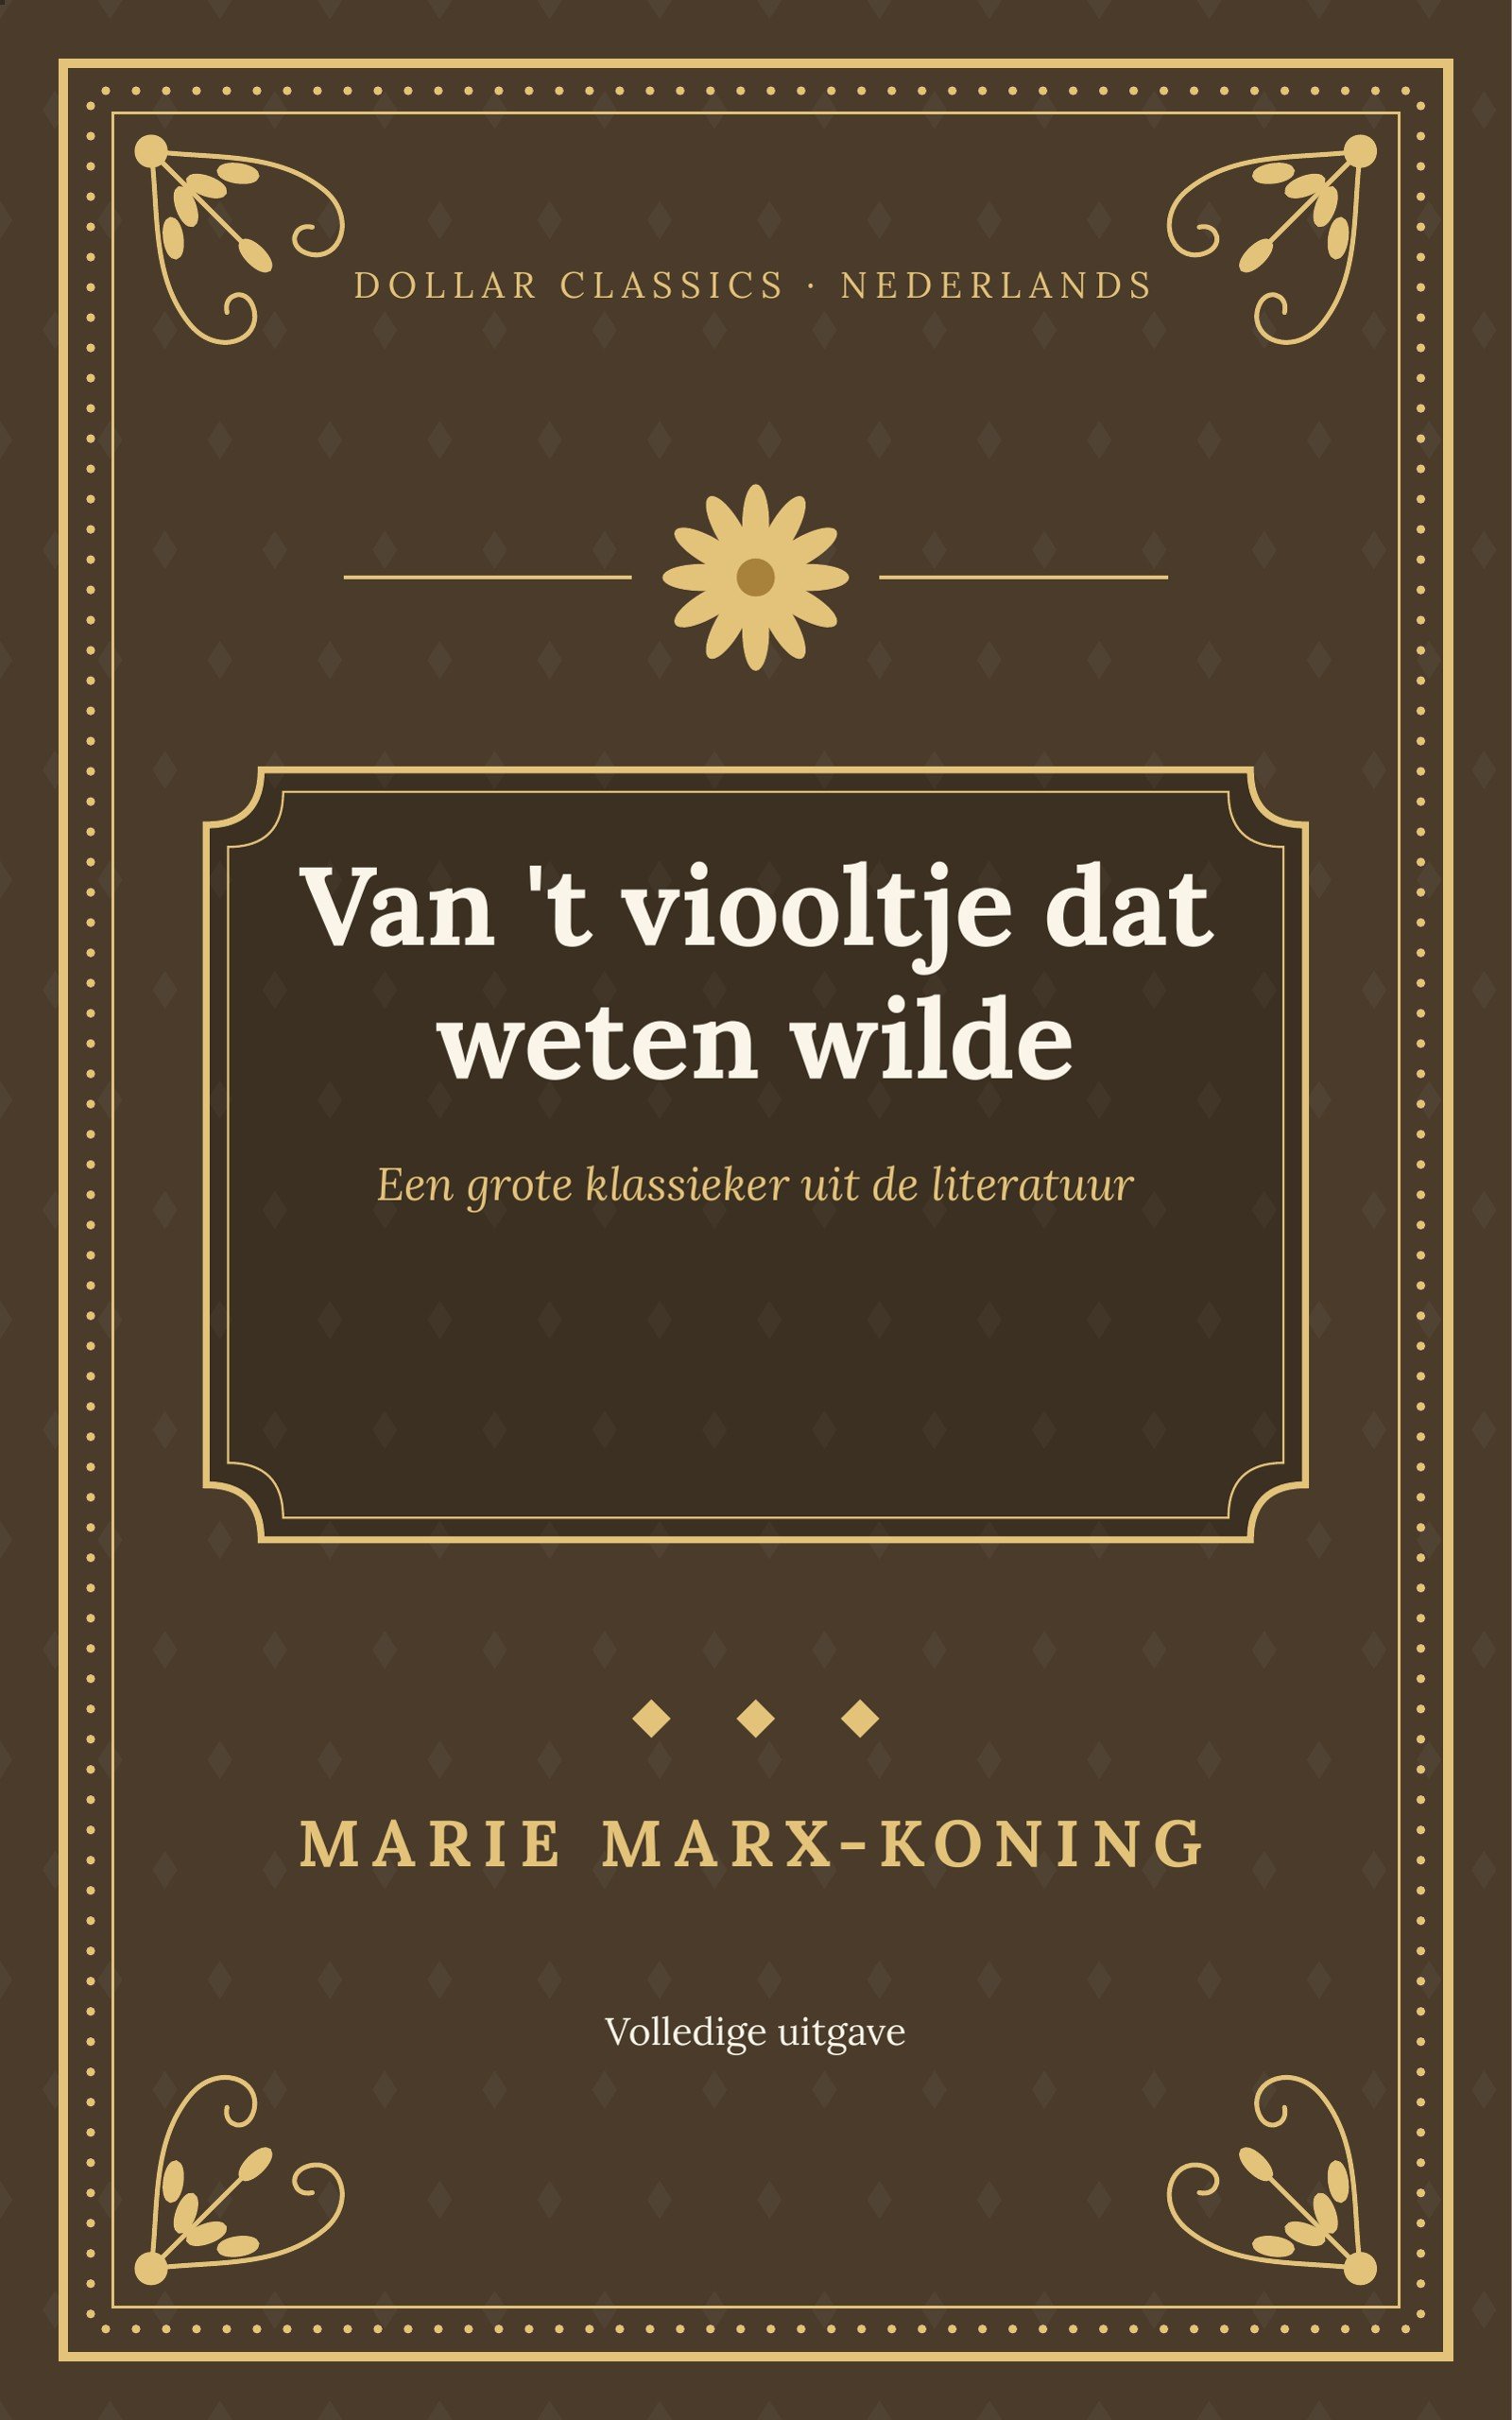 DOLLAR CLASSICS · NEDERLANDS
Van 't viooltje dat
weten wilde
Een grote klassieker uit de literatuur
MARIE MARX-KONING
Volledige uitgave